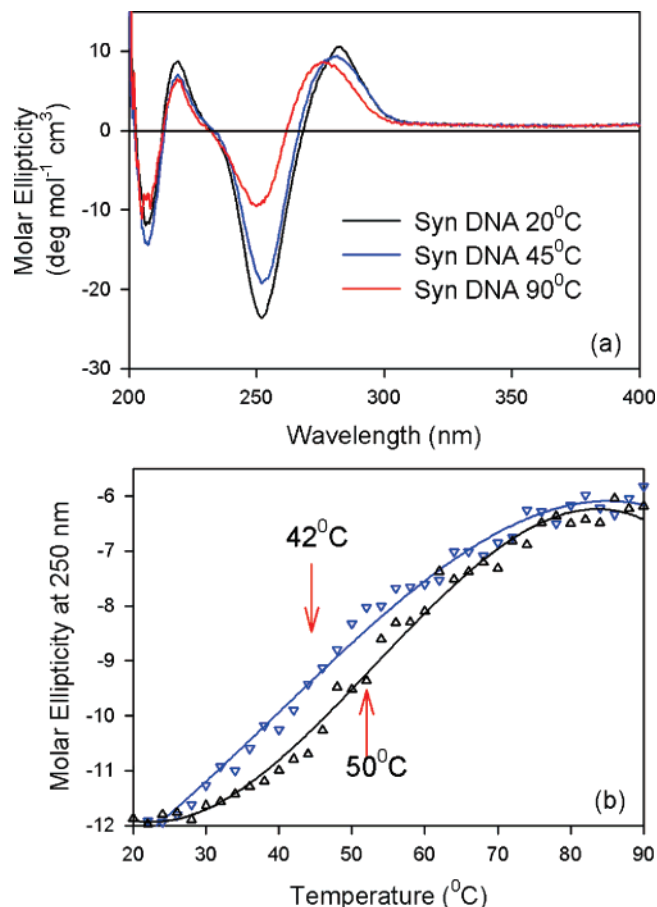 Molar Ellipticity
(deg mol⁻¹ cm³)
10
0
-10
-20
-30
Syn DNA 20⁰C
Syn DNA 45⁰C
Syn DNA 90⁰C
(a)
200 250 300 350 400
Wavelength (nm)
Molar Ellipticity at 250 nm
-6
-7
-8
-9
-10
-11
-12
42⁰C
50⁰C
(b)
20 30 40 50 60 70 80 90
Temperature (⁰C)